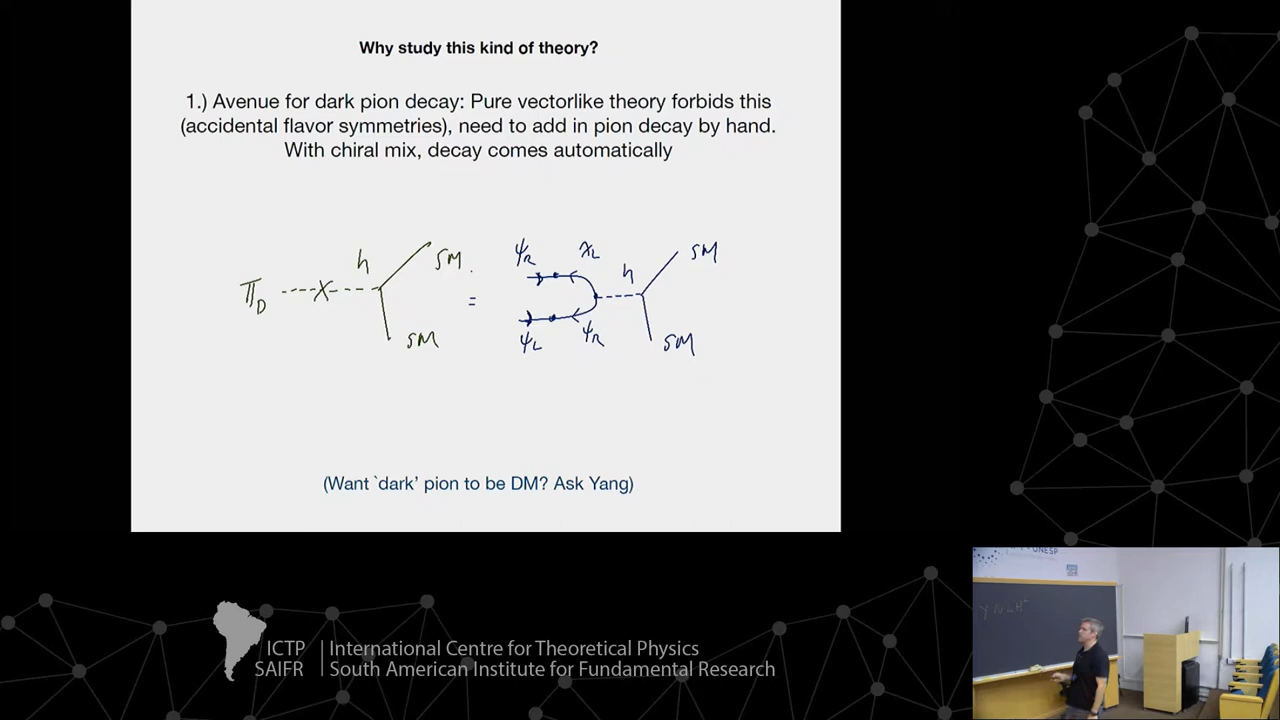 Why study this kind of theory?
1.) Avenue for dark pion decay: Pure vectorlike theory forbids this
(accidental flavor symmetries), need to add in pion decay by hand.
With chiral mix, decay comes automatically
h
SM.
π_D
SM
=
ψ_R
χ_L
h
SM
ψ_L
ψ_R
SM
(Want `dark' pion to be DM? Ask Yang)
ICTP
SAIFR
International Centre for Theoretical Physics
South American Institute for Fundamental Research